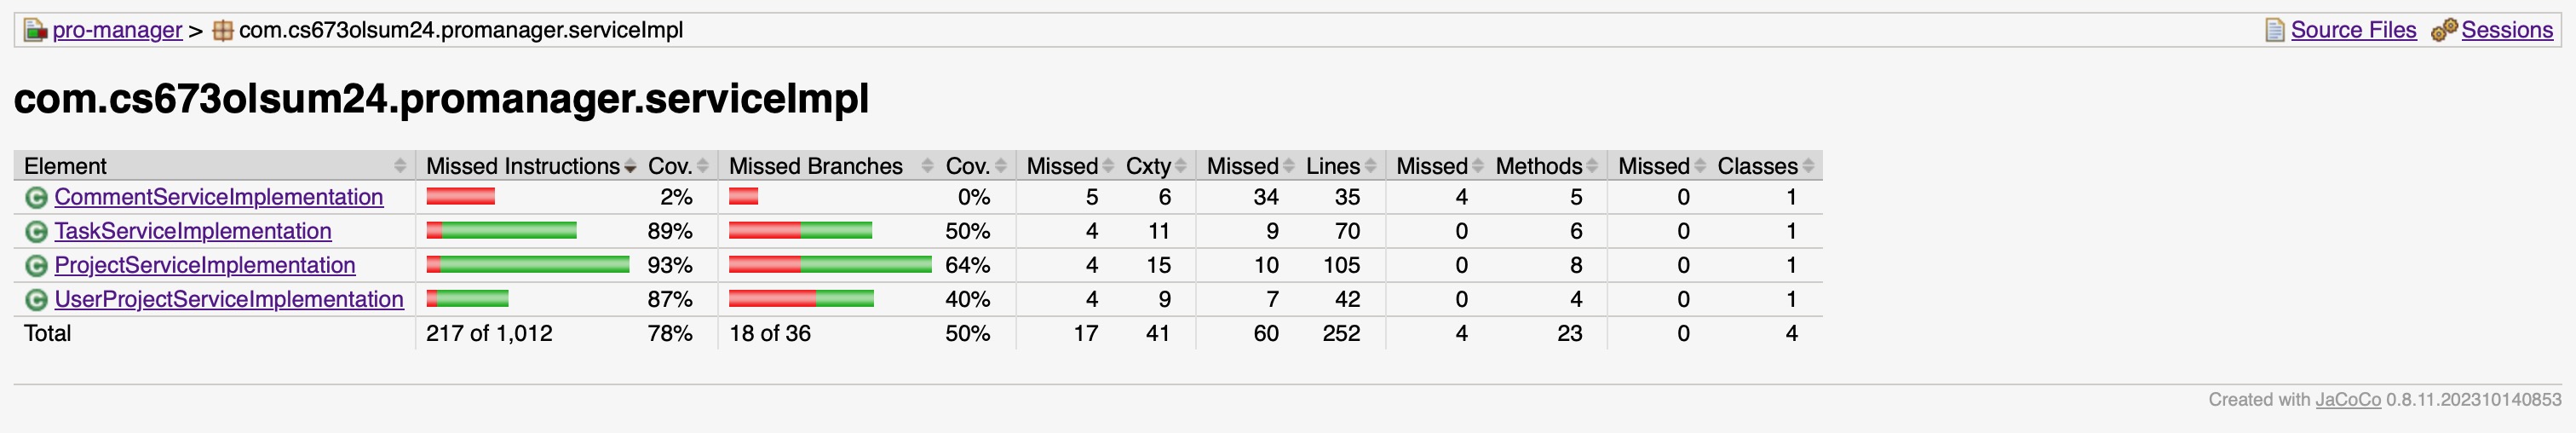 pro-manager > com.cs673olsum24.promanager.serviceImpl Source Files Sessions
com.cs673olsum24.promanager.serviceImpl
Element Missed Instructions Cov. Missed Branches Cov. Missed Cxty Missed Lines Missed Methods Missed Classes
C CommentServiceImplementation 2% 0% 5 6 34 35 4 5 0 1
C TaskServiceImplementation 89% 50% 4 11 9 70 0 6 0 1
C ProjectServiceImplementation 93% 64% 4 15 10 105 0 8 0 1
C UserProjectServiceImplementation 87% 40% 4 9 7 42 0 4 0 1
Total 217 of 1,012 78% 18 of 36 50% 17 41 60 252 4 23 0 4
Created with JaCoCo 0.8.11.202310140853